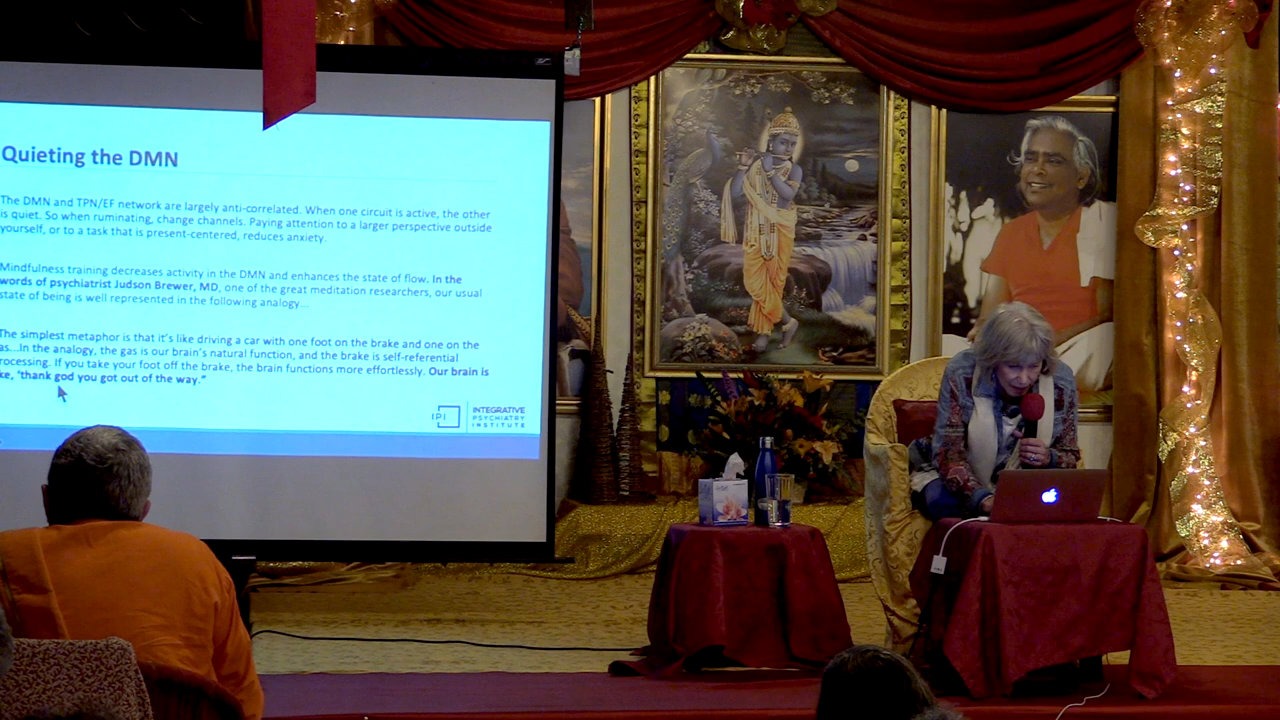 Quieting the DMN
The DMN and TPN/EF network are largely anti-correlated. When one circuit is active, the other
is quiet. So when ruminating, change channels. Paying attention to a larger perspective outside
yourself, or to a task that is present-centered, reduces anxiety.
Mindfulness training decreases activity in the DMN and enhances the state of flow. In the
words of psychiatrist Judson Brewer, MD, one of the great meditation researchers, our usual
state of being is well represented in the following analogy...
The simplest metaphor is that it's like driving a car with one foot on the brake and one on the
as...In the analogy, the gas is our brain's natural function, and the brake is self-referential
rocessing. If you take your foot off the brake, the brain functions more effortlessly. Our brain is
ke, 'thank god you got out of the way."
IPI
INTEGRATIVE
PSYCHIATRY
INSTITUTE